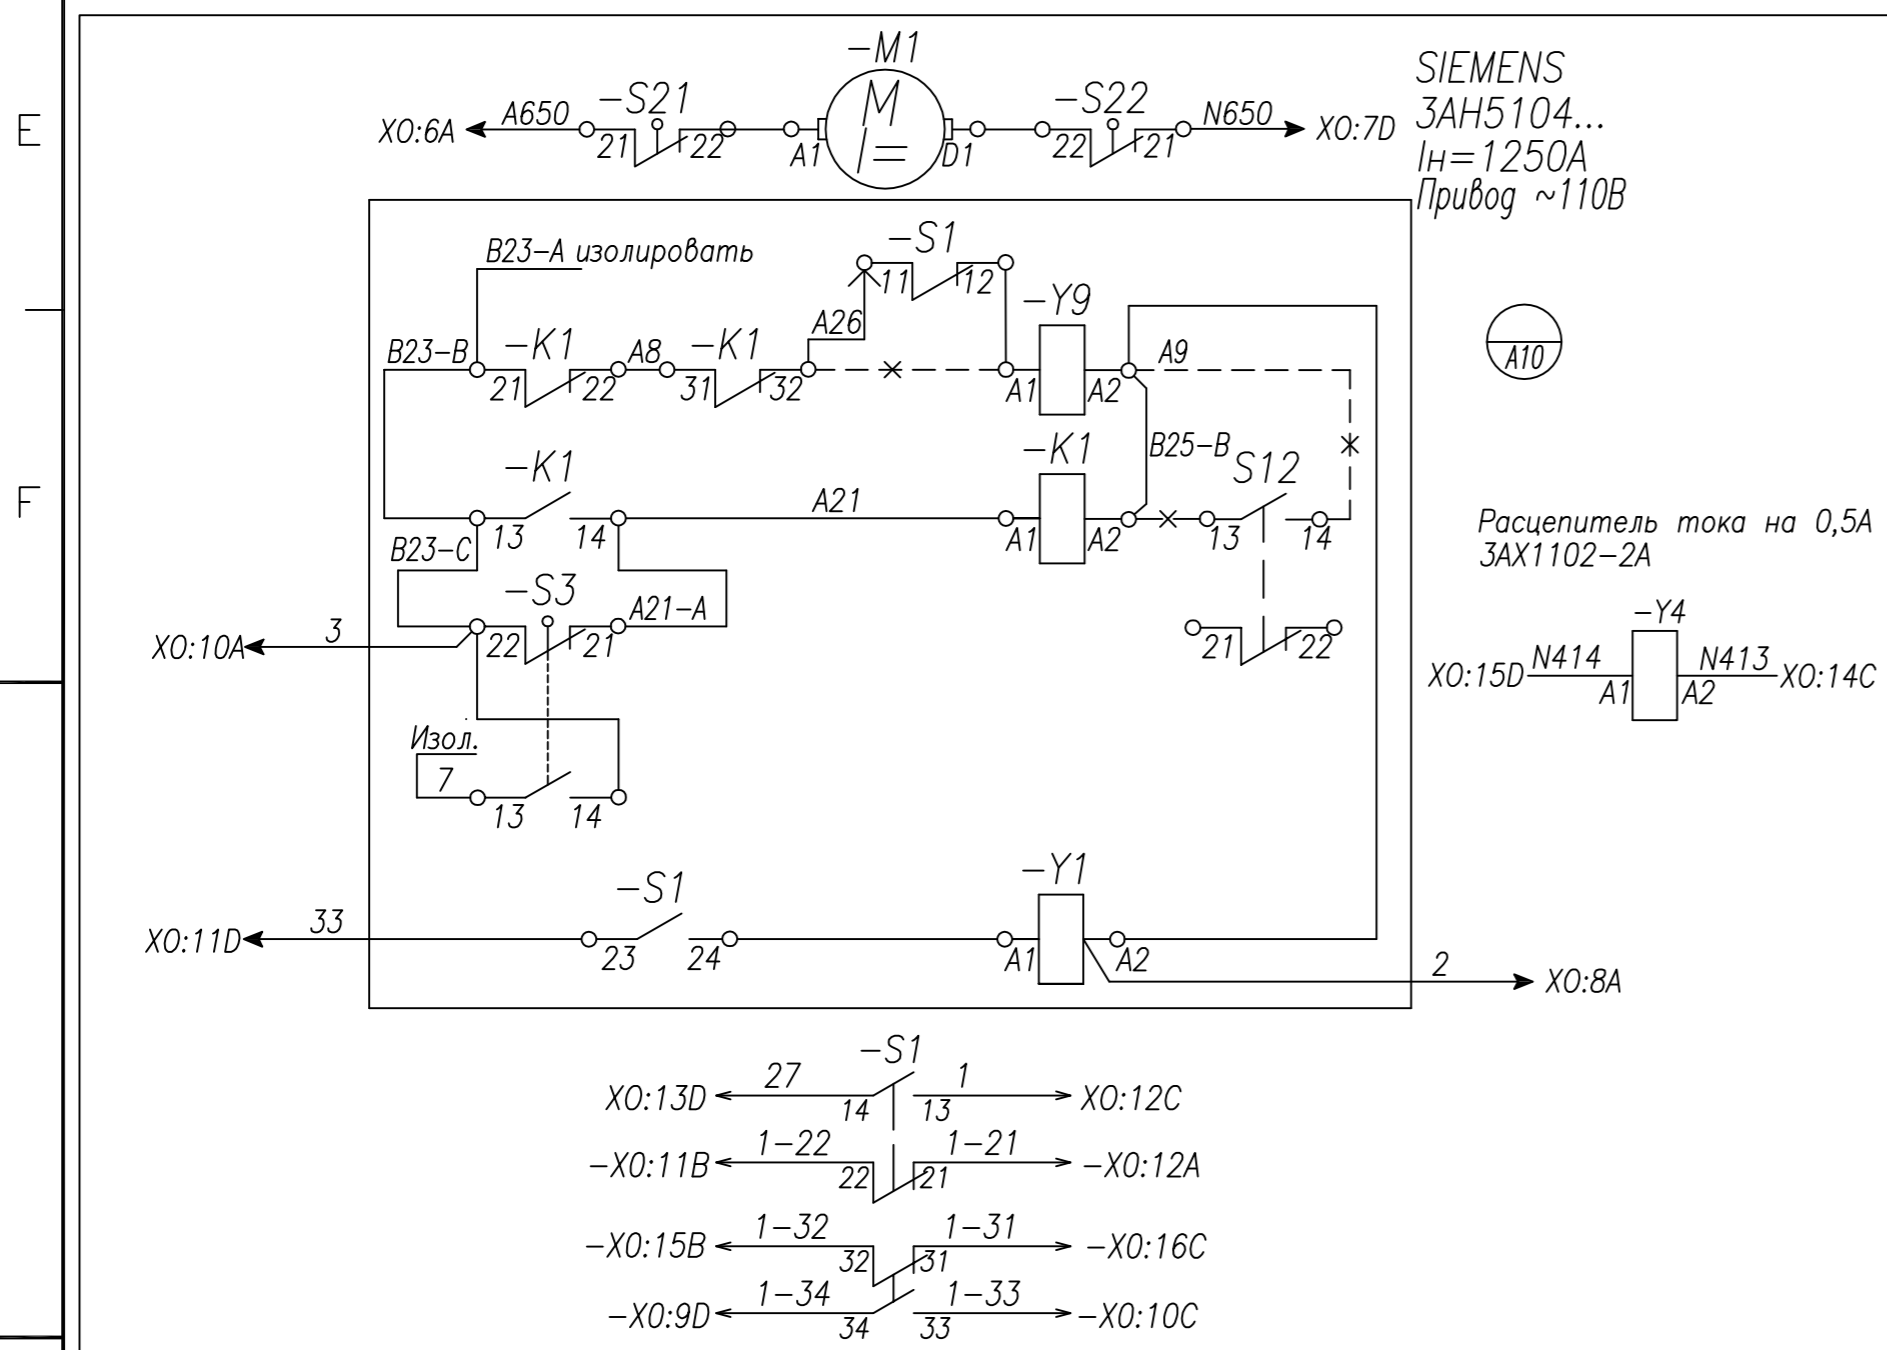 -M1
SIEMENS
3AH5104...
Iн=1250А
Привод ~110В
E
XO:6A
A650
-S21
21
22
A1
M
I=
D1
-S22
22
21
N650
XO:7D
B23-A изолировать
-S1
11
12
-Y9
A26
B23-B
-K1
A8
-K1
21
22
31
32
A1
A2
A9
A10
F
-K1
A21
-K1
B25-B
S12
13
14
A1
A2
13
14
Расцепитель тока на 0,5А
3AX1102-2A
B23-C
-S3
A21-A
22
21
21
22
XO:10A
3
-Y4
XO:15D
N414
A1
A2
N413
XO:14C
Изол.
7
13
14
-S1
-Y1
XO:11D
33
23
24
A1
A2
2
XO:8A
-S1
XO:13D
27
14
13
1
XO:12C
-XO:11B
1-22
22
21
1-21
-XO:12A
-XO:15B
1-32
32
31
1-31
-XO:16C
-XO:9D
1-34
34
33
1-33
-XO:10C